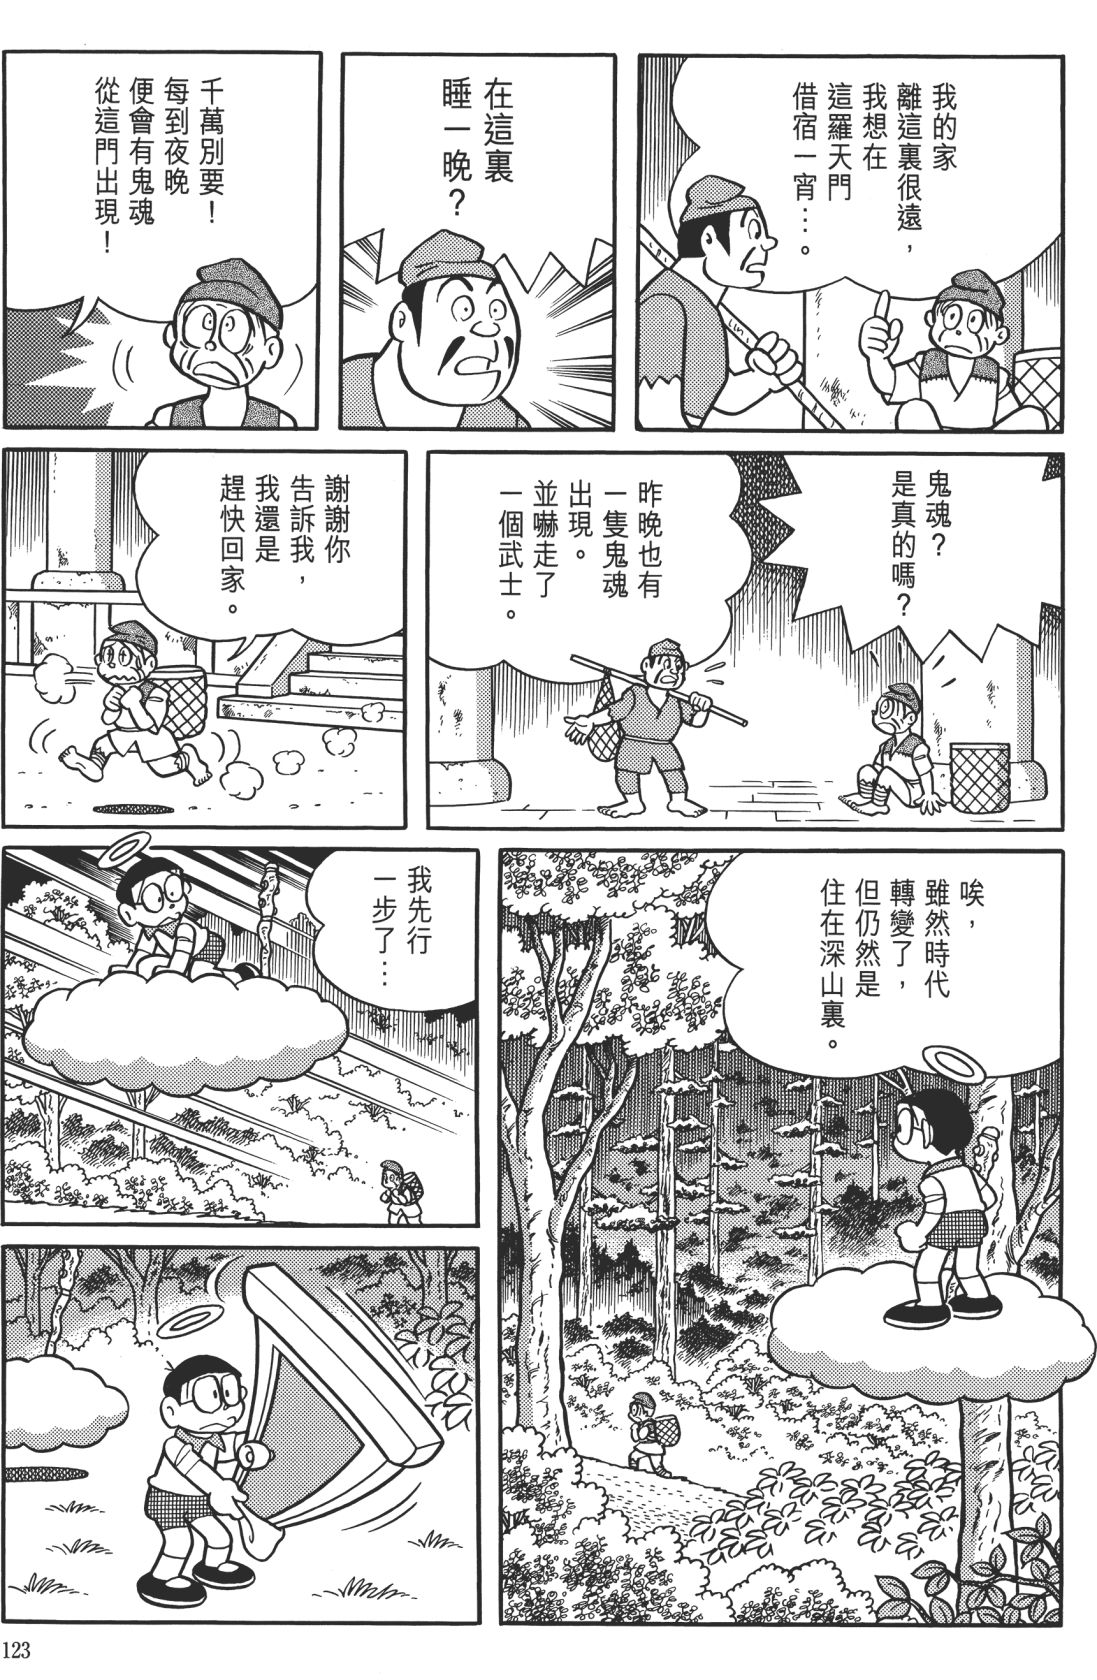 我的家
離這裏很遠，
我想在
這羅天門
借宿一宵…。
在這裏
睡一晚？
千萬別要！
每到夜晚
便會有鬼魂
從這門出現！
鬼魂？
是真的嗎？
昨晚也有
一隻鬼魂
出現。
並嚇走了
一個武士。
謝謝你
告訴我，
我還是
趕快回家。
唉，
雖然時代
轉變了，
但仍然是
住在深山裏。
我先行
一步了…
123